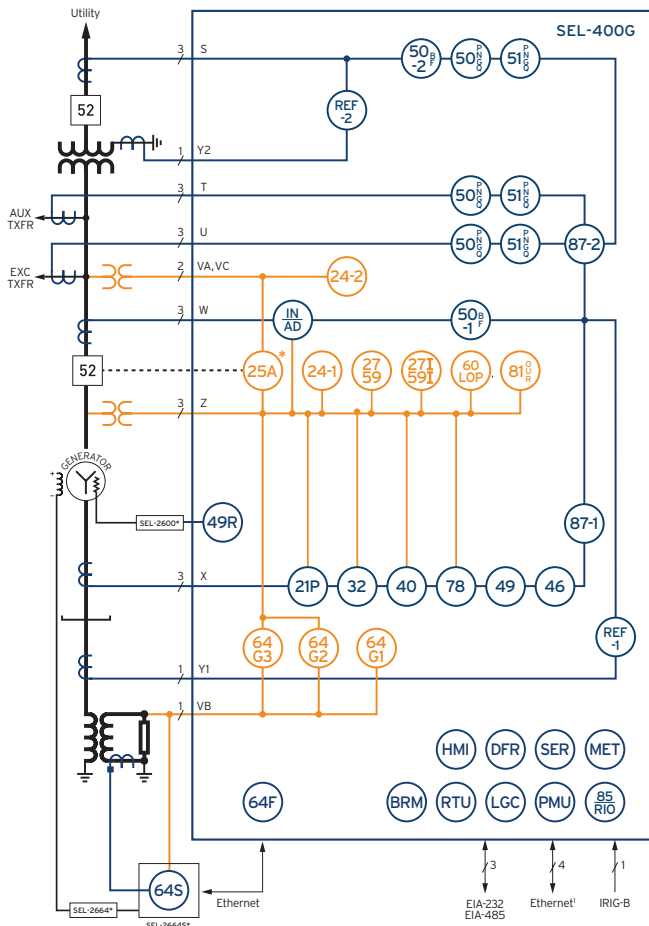 Utility
SEL-400G
3 S
50 BF -2
50 PNGQ
51 PNGQ
52
REF -2
1 Y2
3 T
AUX TXFR
50 PNGQ
51 PNGQ
3 U
50 PNGQ
51 PNGQ
87-2
EXC TXFR
2 VA,VC
24-2
3 W
IN AD
50 BF -1
52
25A *
24-1
27 59
27I 59I
60 LOP
81 OUR
3 Z
GENERATOR
+
-
SEL-2600*
49R
87-1
3 X
21P
32
40
78
49
46
64 G3
64 G2
64 G1
REF -1
1 Y1
1 VB
HMI
DFR
SER
MET
64F
BRM
RTU
LGC
PMU
85 RIO
64S
Ethernet
3
4
1
EIA-232
EIA-485
Ethernet¹
IRIG-B
SEL-2664*
SEL-2664S*